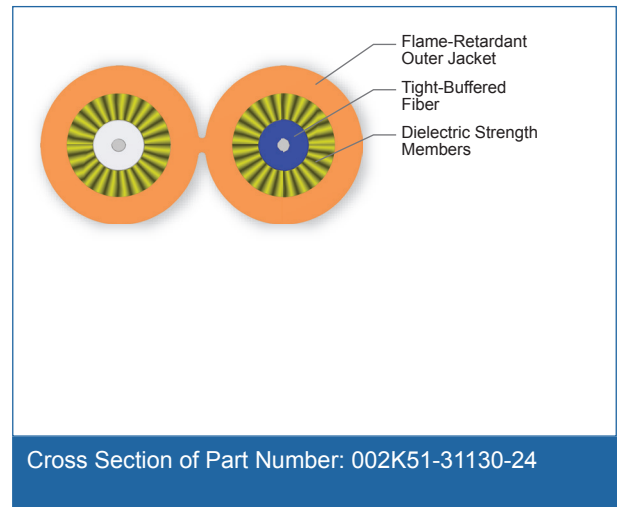 Flame-Retardant
Outer Jacket
Tight-Buffered
Fiber
Dielectric Strength
Members
Cross Section of Part Number: 002K51-31130-24